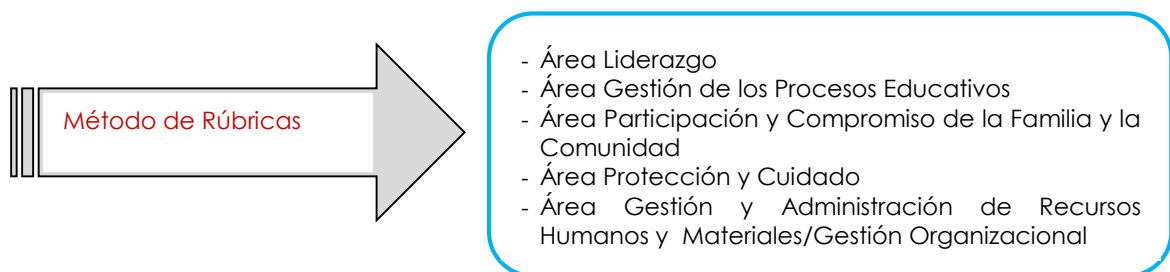 Método de Rúbricas
- Área Liderazgo
- Área Gestión de los Procesos Educativos
- Área Participación y Compromiso de la Familia y la
Comunidad
- Área Protección y Cuidado
- Área Gestión y Administración de Recursos
Humanos y Materiales/Gestión Organizacional